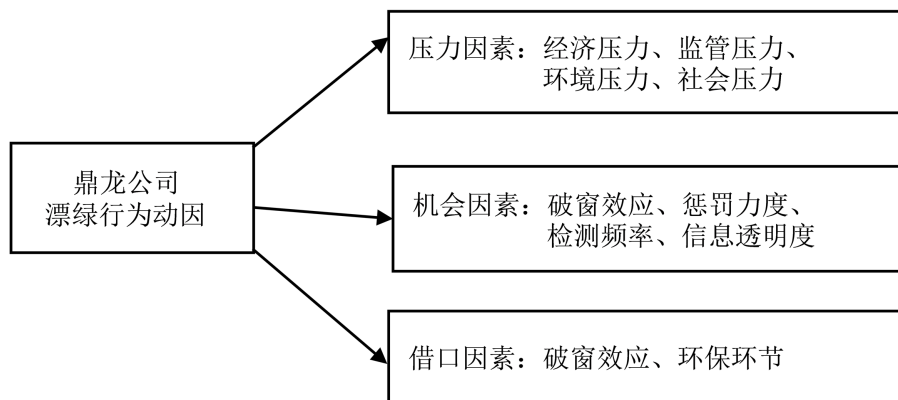 压力因素：经济压力、监管压力、
环境压力、社会压力
鼎龙公司
漂绿行为动因
机会因素：破窗效应、惩罚力度、
检测频率、信息透明度
借口因素：破窗效应、环保环节